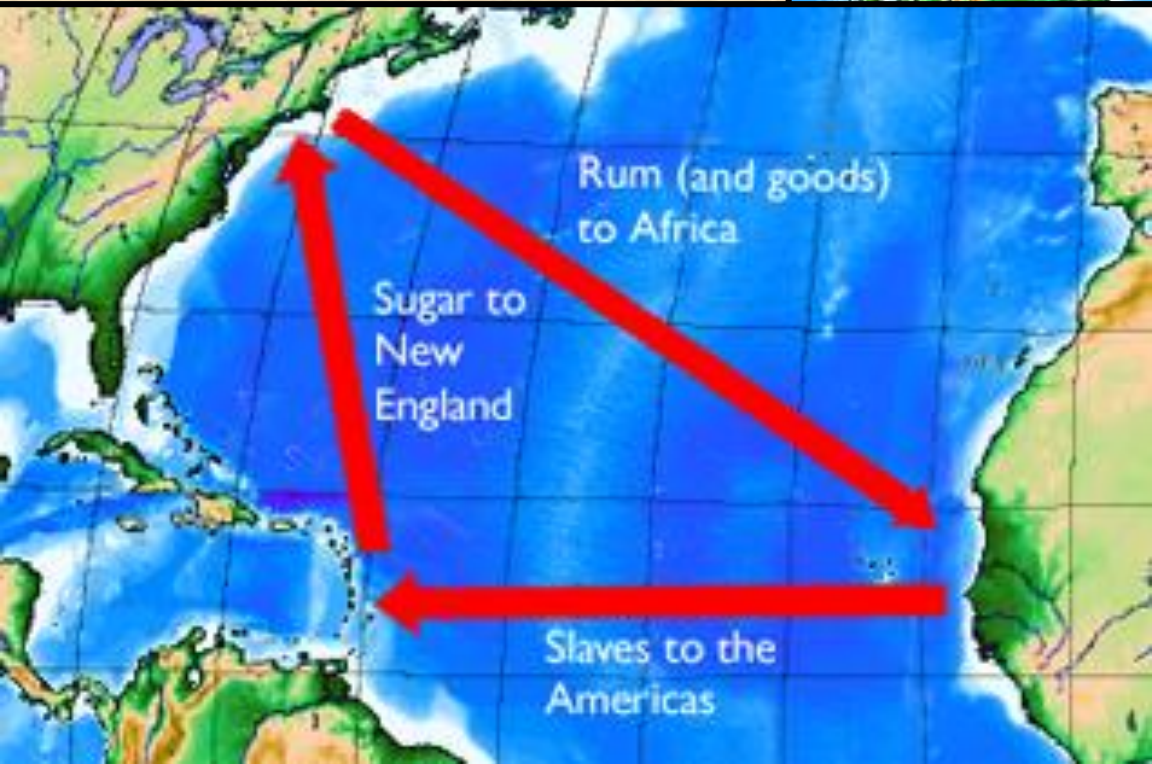 Rum (and goods)
to Africa
Sugar to
New
England
Slaves to the
Americas